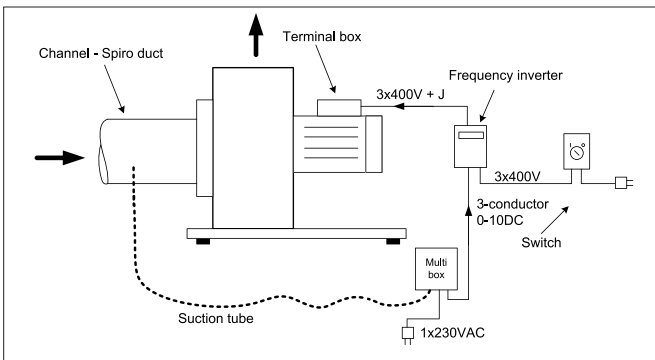 Terminal box
Channel - Spiro duct
Frequency inverter
3x400V + J
I O
3x400V
3-conductor
0-10DC
Switch
Multi
box
Suction tube
1x230VAC